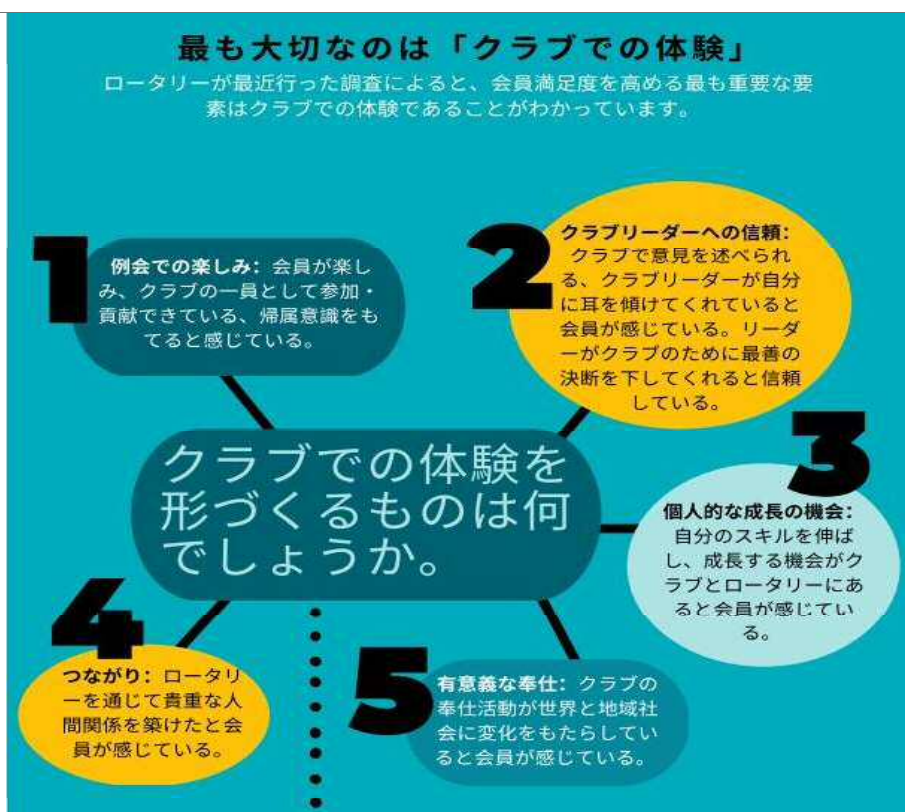 最も大切なのは「クラブでの体験」
ロータリーが最近行った調査によると、会員満足度を高める最も重要な要
素はクラブでの体験であることがわかっています。
1
例会での楽しみ：会員が楽し
み、クラブの一員として参加・
貢献できている、帰属意識をも
てると感じている。
2
クラブリーダーへの信頼：
クラブで意見を述べられ
る、クラブリーダーが自分
に耳を傾けてくれていると
会員が感じている。リーダ
ーがクラブのために最善の
決断を下してくれると信頼
している。
クラブでの体験を
形づくるものは何
でしょうか。
3
個人的な成長の機会：
自分のスキルを伸ば
し、成長する機会がク
ラブとロータリーにあ
ると会員が感じてい
る。
4
つながり：ロータリ
ーを通じて貴重な人
間関係を築けたと会
員が感じている。
5
有意義な奉仕：クラブの
奉仕活動が世界と地域社
会に変化をもたらしてい
ると会員が感じている。